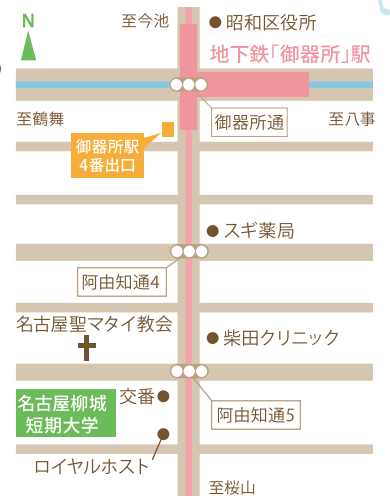 N
至今池
昭和区役所
地下鉄「御器所」駅
至鶴舞
御器所通
至八事
御器所駅
4番出口
スギ薬局
阿由知通4
名古屋聖マタイ教会
柴田クリニック
名古屋柳城
短期大学
交番
阿由知通5
ロイヤルホスト
至桜山